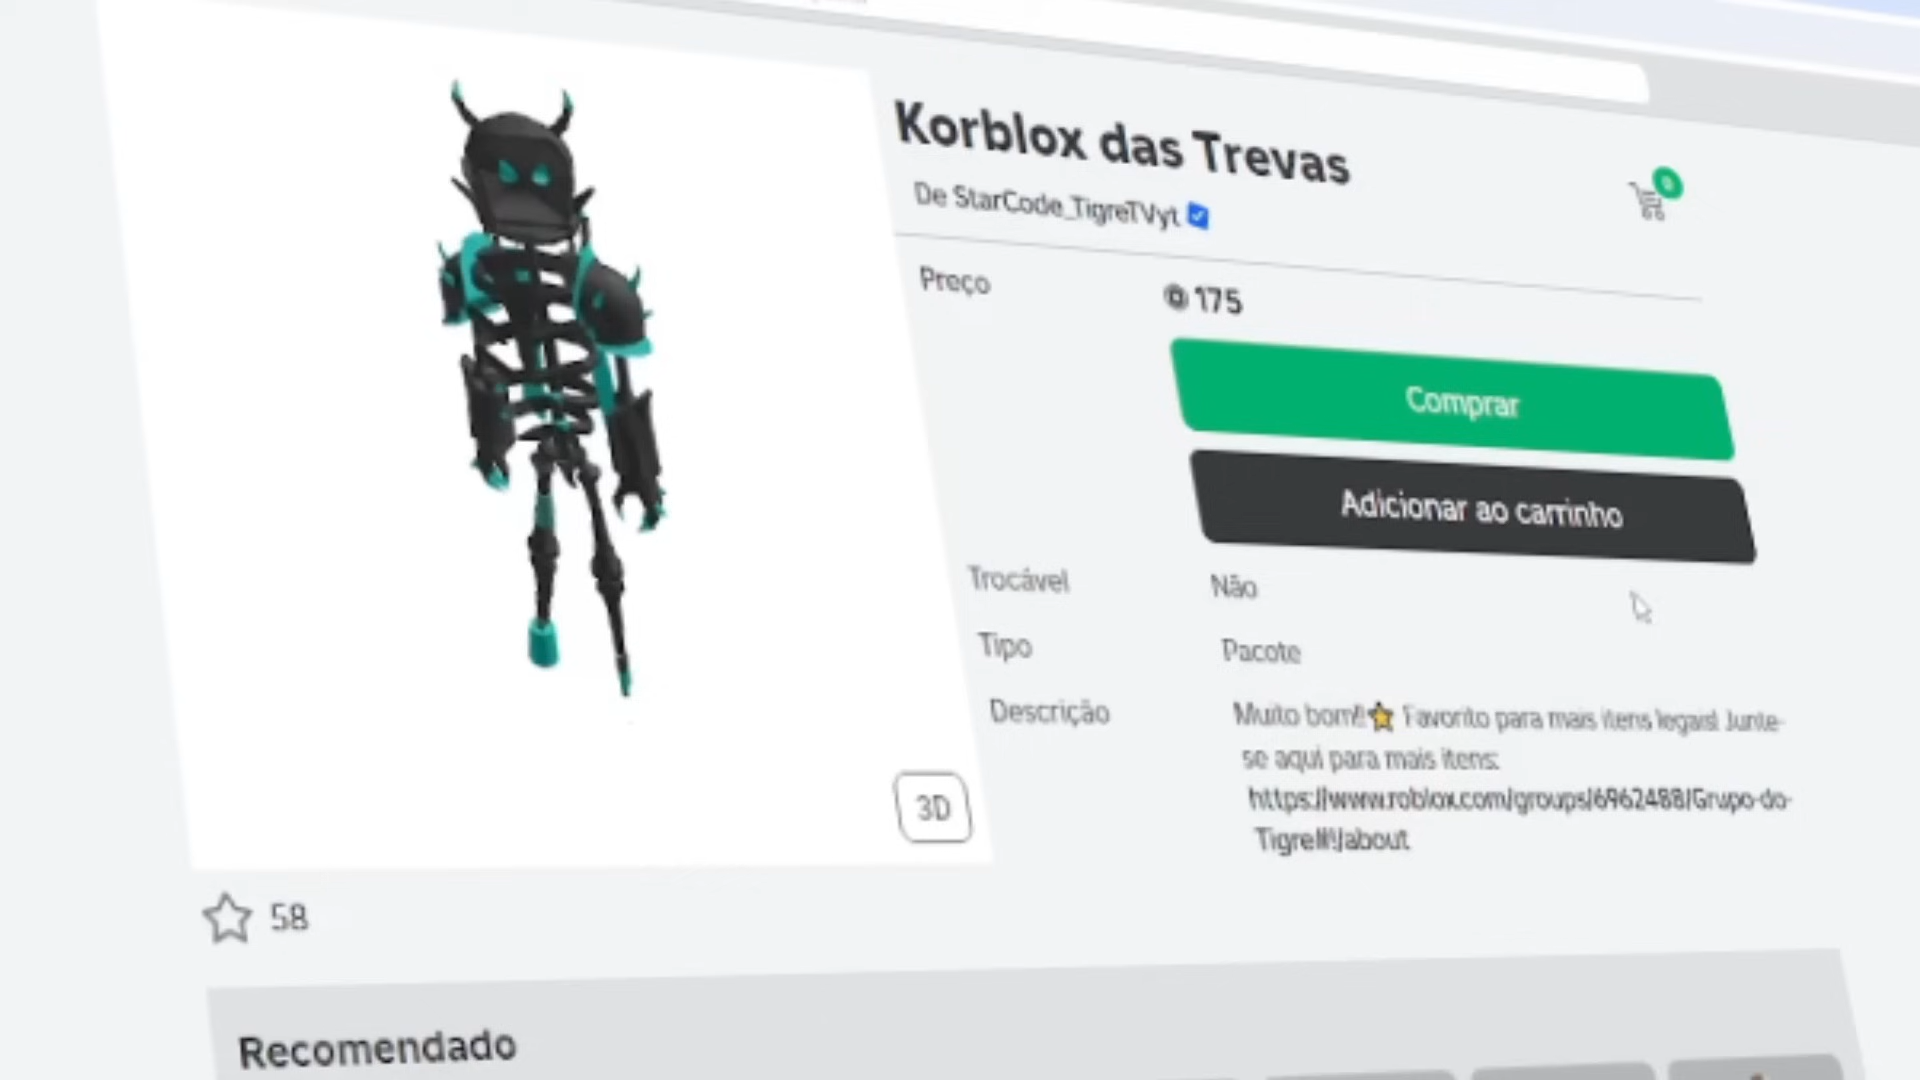 Korblox das Trevas
De StarCode_TigreTVyt
0
Preço
175
Comprar
Adicionar ao carrinho
Trocável
Não
Tipo
Pacote
Descrição
Muito bom!!⭐ Favorito para mais itens legais! Junte-
se aqui para mais itens:
https://www.roblox.com/groups/6962488/Grupo-do-
3D
58
Recomendado